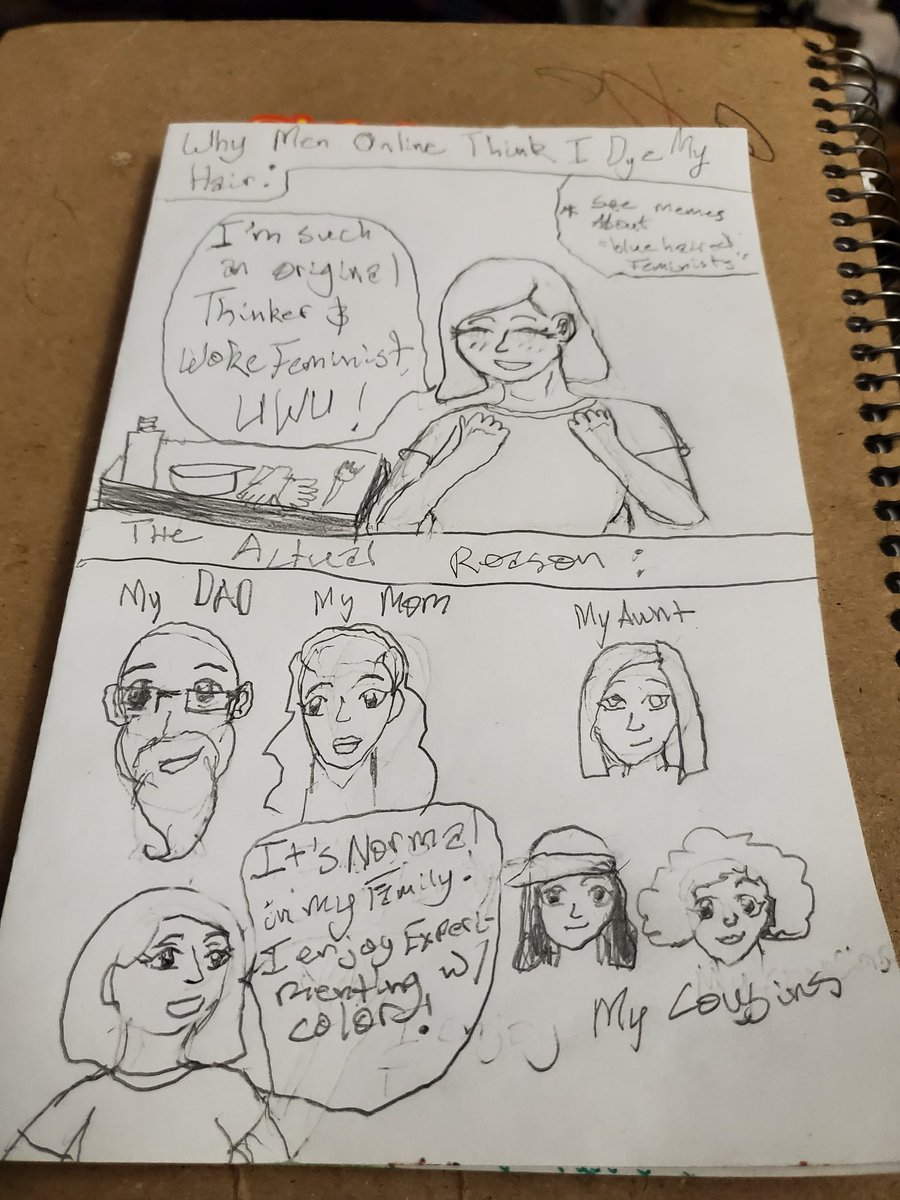 Why Men Online Think I Dye My
Hair:
* See memes
About
"blue haired
Feminists"
I'm such
an original
Thinker &
Woke Feminist,
UWU!
The Actual Reason:
My DAD
My Mom
My Aunt
It's Normal
in my Family.
I enjoy Experi-
menting w/
color!
My Cousins